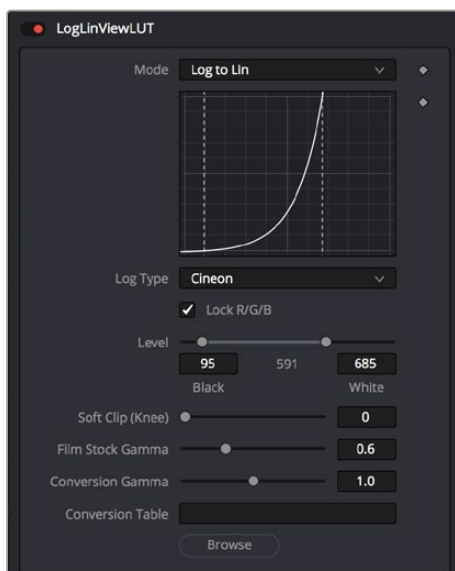 LogLinViewLUT
Mode Log to Lin
Log Type Cineon
Lock R/G/B
Level
95 591 685
Black White
Soft Clip (Knee) 0
Film Stock Gamma 0.6
Conversion Gamma 1.0
Conversion Table
Browse